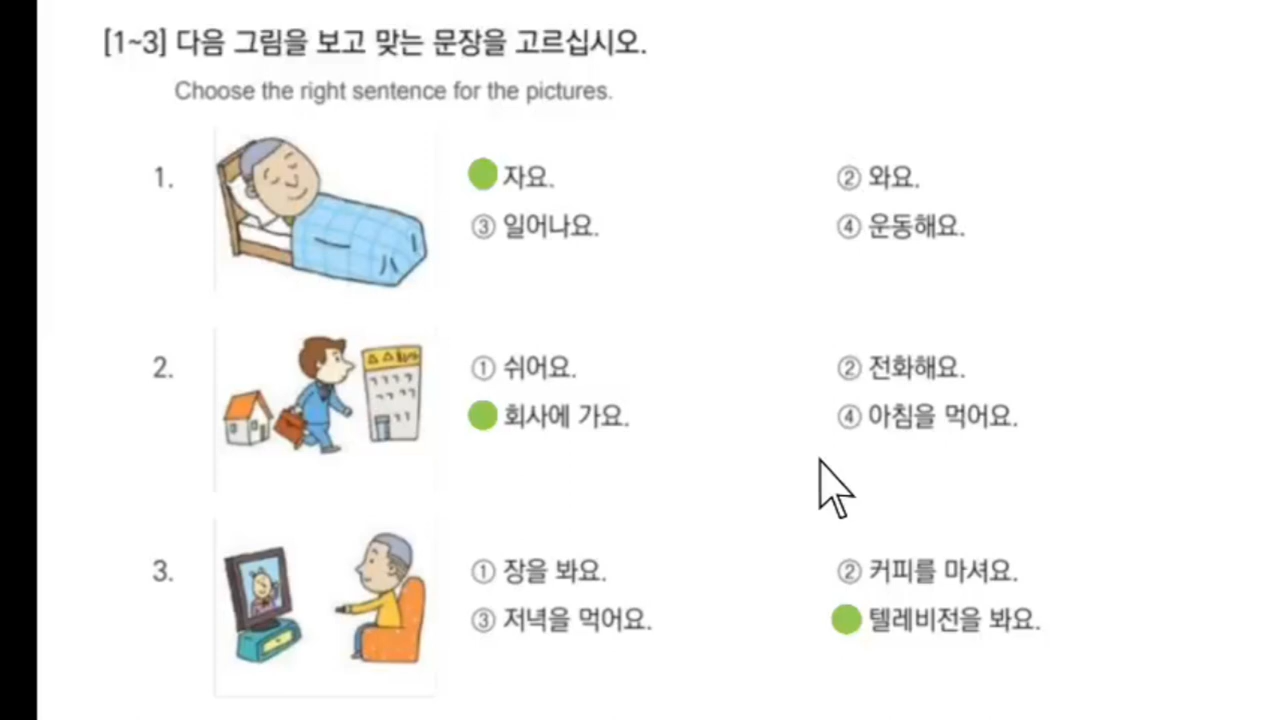 [1~3] 다음 그림을 보고 맞는 문장을 고르십시오.
Choose the right sentence for the pictures.
1. 자요. ② 와요.
③ 일어나요. ④ 운동해요.
2. ① 쉬어요. ② 전화해요.
회사에 가요. ④ 아침을 먹어요.
3. ① 장을 봐요. ② 커피를 마셔요.
③ 저녁을 먹어요. 텔레비전을 봐요.